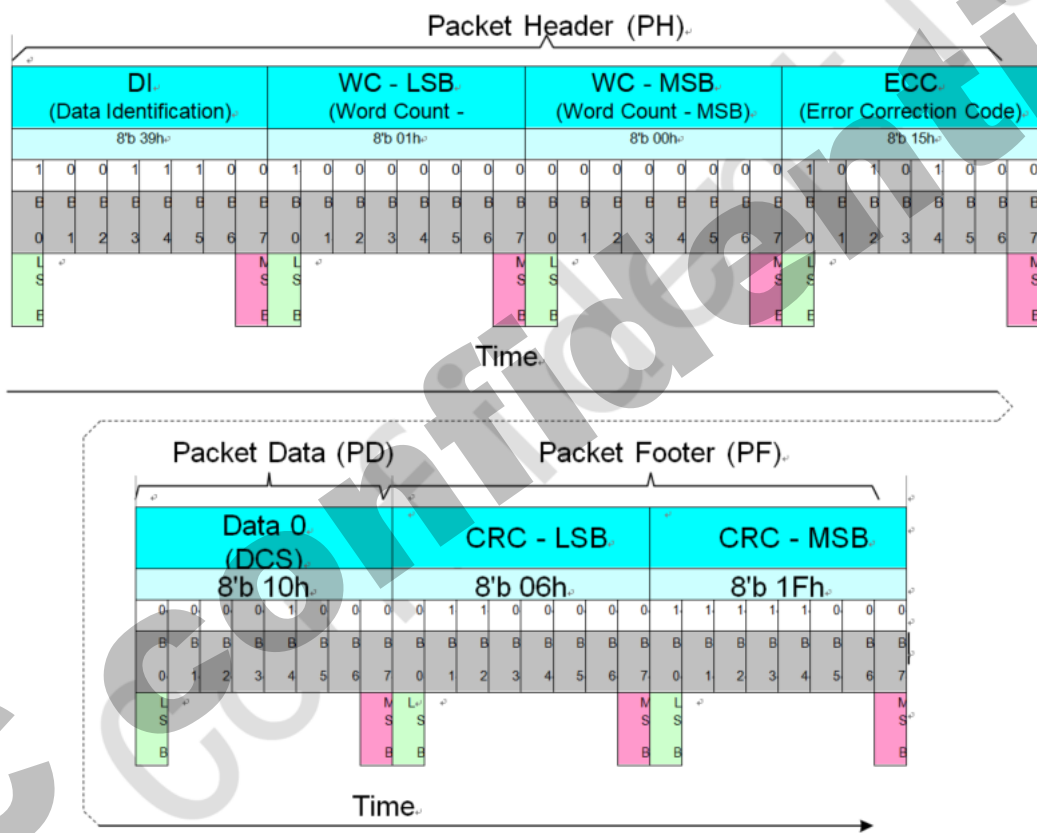 Packet Header (PH)
DI WC - LSB WC - MSB ECC
(Data Identification) (Word Count - (Word Count - MSB) (Error Correction Code)
8'b 39h 8'b 01h 8'b 00h 8'b 15h
1 0 0 1 1 1 0 0 1 0 0 0 0 0 0 0 0 0 0 0 0 0 0 0 1 0 1 0 1 0 0 0
B B B B B B B B B B B B B B B B B B B B B B B B B B B B B B B B
0 1 2 3 4 5 6 7 0 1 2 3 4 5 6 7 0 1 2 3 4 5 6 7 0 1 2 3 4 5 6 7
L M L M L M L M
S S S S S S S S
B B B B B B B B
Time
Packet Data (PD) Packet Footer (PF)
Data 0 CRC - LSB CRC - MSB
(DCS)
8'b 10h 8'b 06h 8'b 1Fh
0 0 0 0 1 0 0 0 0 1 1 0 0 0 0 0 1 1 1 1 1 0 0 0
B B B B B B B B B B B B B B B B B B B B B B B B
0 1 2 3 4 5 6 7 0 1 2 3 4 5 6 7 0 1 2 3 4 5 6 7
L M L M L M
S S S S S S
B B B B B B
Time